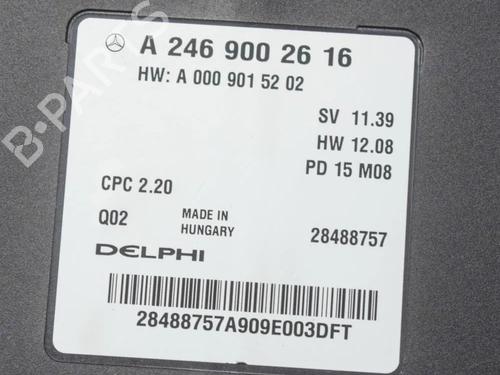 A 246 900 26 16
HW: A 000 901 52 02
SV 11.39
HW 12.08
PD 15 M08
CPC 2.20
Q02
MADE IN
HUNGARY
28488757
DELPHI
28488757A909E003DFT
B-PARTS